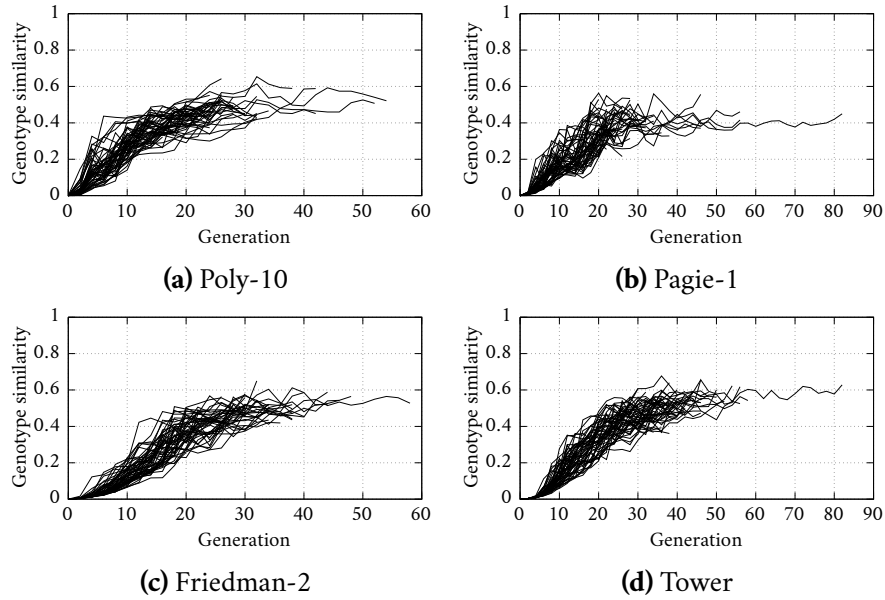 1
0.8
0.6
0.4
0.2
0
Genotype similarity
0 10 20 30 40 50 60
Generation
(a) Poly-10
1
0.8
0.6
0.4
0.2
0
Genotype similarity
0 10 20 30 40 50 60 70 80 90
Generation
(b) Pagie-1
1
0.8
0.6
0.4
0.2
0
Genotype similarity
0 10 20 30 40 50 60
Generation
(c) Friedman-2
1
0.8
0.6
0.4
0.2
0
Genotype similarity
0 10 20 30 40 50 60 70 80 90
Generation
(d) Tower